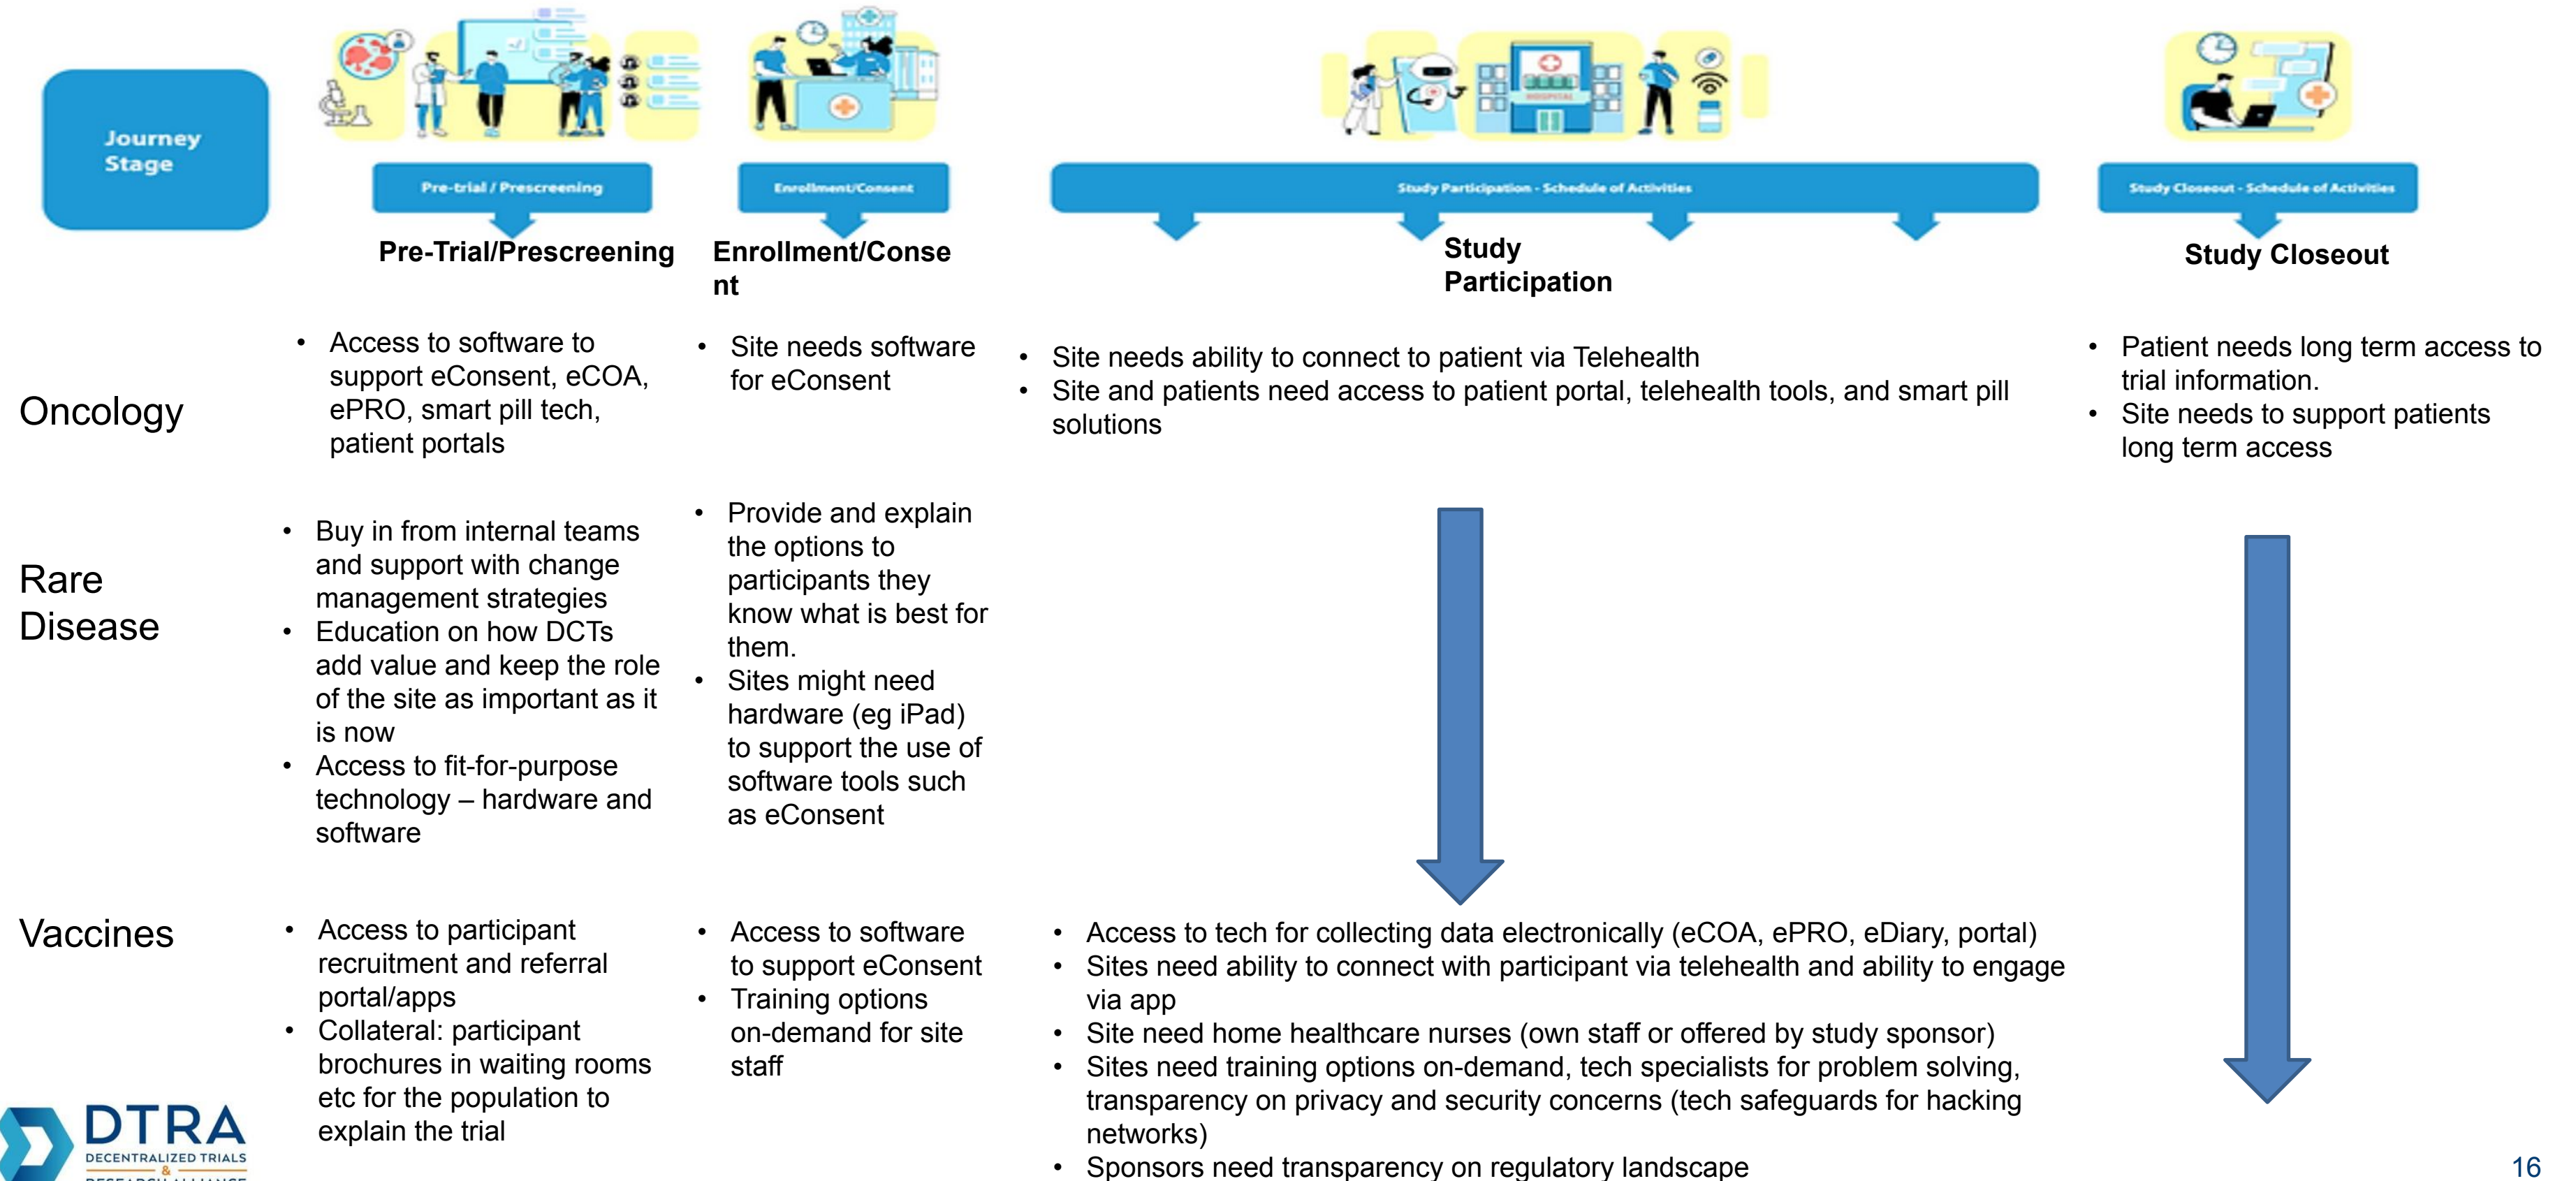 Journey
Stage
Pre-trial / Prescreening
Enrollment/Consent
Study Participation - Schedule of Activities
Study Closeout - Schedule of Activities
HOSPITAL
Pre-Trial/Prescreening
Enrollment/Conse
nt
Study
Participation
Study Closeout
Oncology
• Access to software to
support eConsent, eCOA,
ePRO, smart pill tech,
patient portals
• Site needs software
for eConsent
• Site needs ability to connect to patient via Telehealth
• Site and patients need access to patient portal, telehealth tools, and smart pill
solutions
• Patient needs long term access to
trial information.
• Site needs to support patients
long term access
Rare
Disease
• Buy in from internal teams
and support with change
management strategies
• Education on how DCTs
add value and keep the role
of the site as important as it
is now
• Access to fit-for-purpose
technology – hardware and
software
• Provide and explain
the options to
participants they
know what is best for
them.
• Sites might need
hardware (eg iPad)
to support the use of
software tools such
as eConsent
Vaccines
• Access to participant
recruitment and referral
portal/apps
• Collateral: participant
brochures in waiting rooms
etc for the population to
explain the trial
• Access to software
to support eConsent
• Training options
on-demand for site
staff
• Access to tech for collecting data electronically (eCOA, ePRO, eDiary, portal)
• Sites need ability to connect with participant via telehealth and ability to engage
via app
• Site need home healthcare nurses (own staff or offered by study sponsor)
• Sites need training options on-demand, tech specialists for problem solving,
transparency on privacy and security concerns (tech safeguards for hacking
networks)
• Sponsors need transparency on regulatory landscape
DTRA
DECENTRALIZED TRIALS
&
RESEARCH ALLIANCE
16